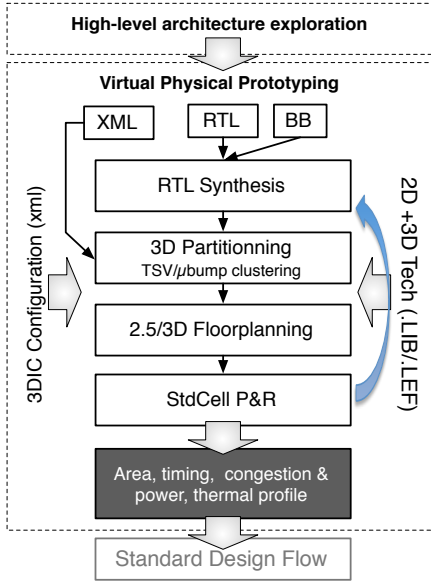 High-level architecture exploration
Virtual Physical Prototyping
XML
RTL
BB
RTL Synthesis
3D Partitionning
TSV/μbump clustering
2.5/3D Floorplanning
StdCell P&R
3DIC Configuration (xml)
2D +3D Tech (.LIB/.LEF)
Area, timing, congestion &
power, thermal profile
Standard Design Flow